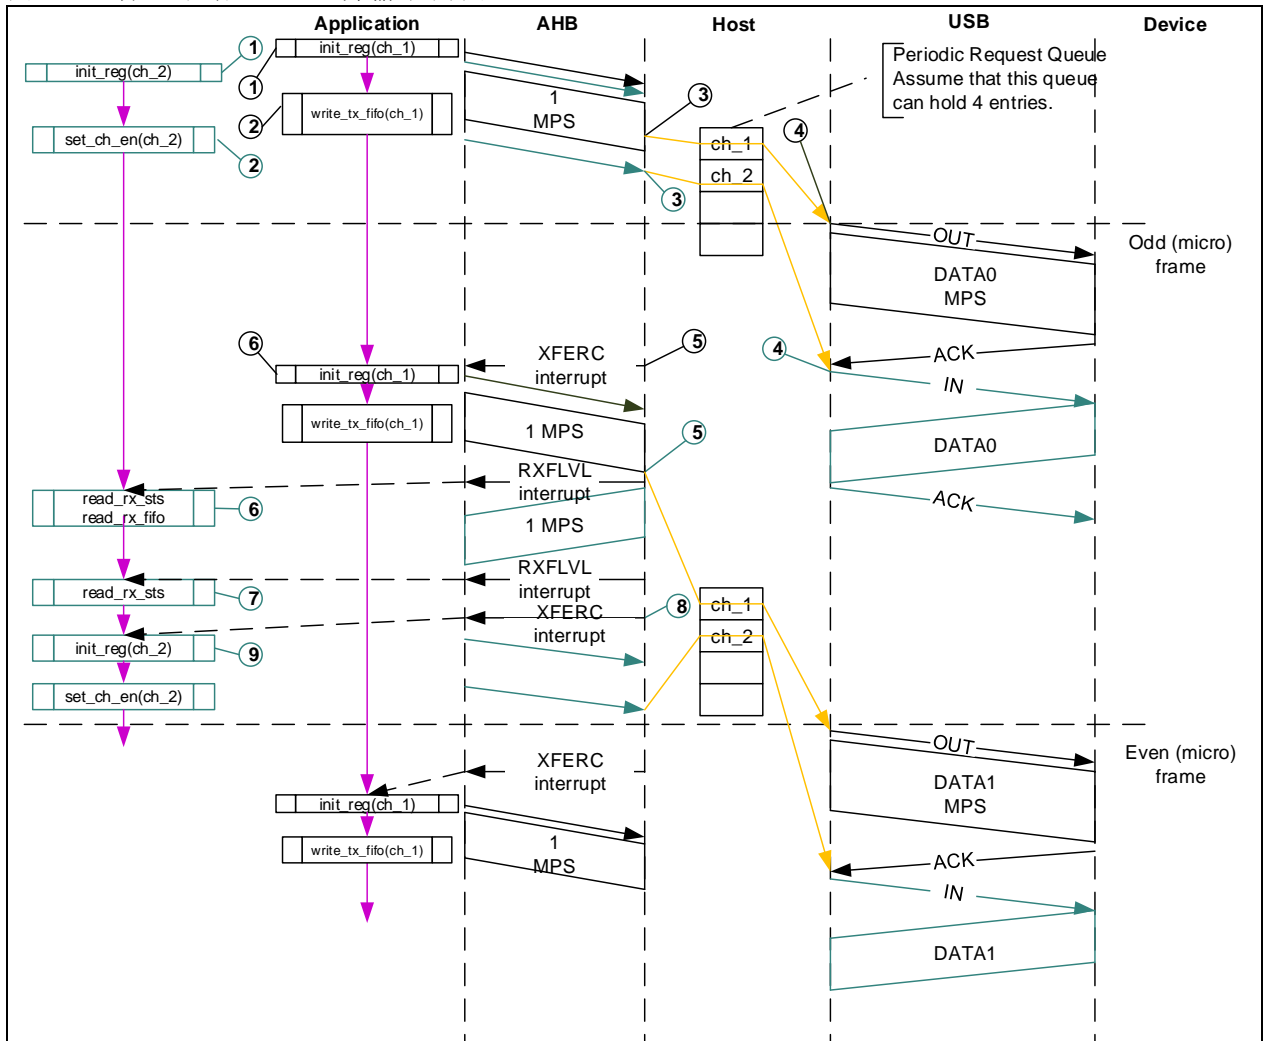 Application
AHB
Host
USB
Device
1
init_reg(ch_1)
Periodic Request Queue
Assume that this queue
can hold 4 entries.
init_reg(ch_2)
1
1
MPS
3
write_tx_fifo(ch_1)
2
4
set_ch_en(ch_2)
ch_1
2
ch_2
3
OUT
Odd (micro)
frame
DATA0
MPS
6
XFERC
interrupt
5
4
ACK
init_reg(ch_1)
IN
write_tx_fifo(ch_1)
1 MPS
5
DATA0
RXFLVL
interrupt
read_rx_sts
read_rx_fifo
6
ACK
1 MPS
RXFLVL
interrupt
read_rx_sts
7
XFERC
interrupt
8
ch_1
init_reg(ch_2)
9
ch_2
set_ch_en(ch_2)
OUT
Even (micro)
frame
XFERC
interrupt
DATA1
MPS
init_reg(ch_1)
write_tx_fifo(ch_1)
1
MPS
ACK
IN
DATA1